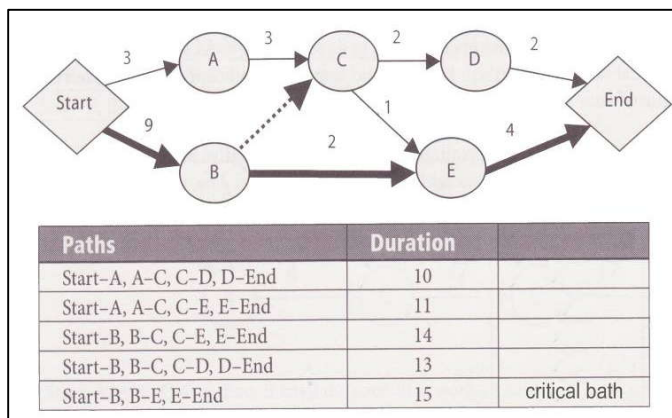 3 3 2 2
A C D
Start End
9 1 4
2
B E
Paths Duration
Start–A, A–C, C–D, D–End 10
Start–A, A–C, C–E, E–End 11
Start–B, B–C, C–E, E–End 14
Start–B, B–C, C–D, D–End 13
Start–B, B–E, E–End 15 critical bath